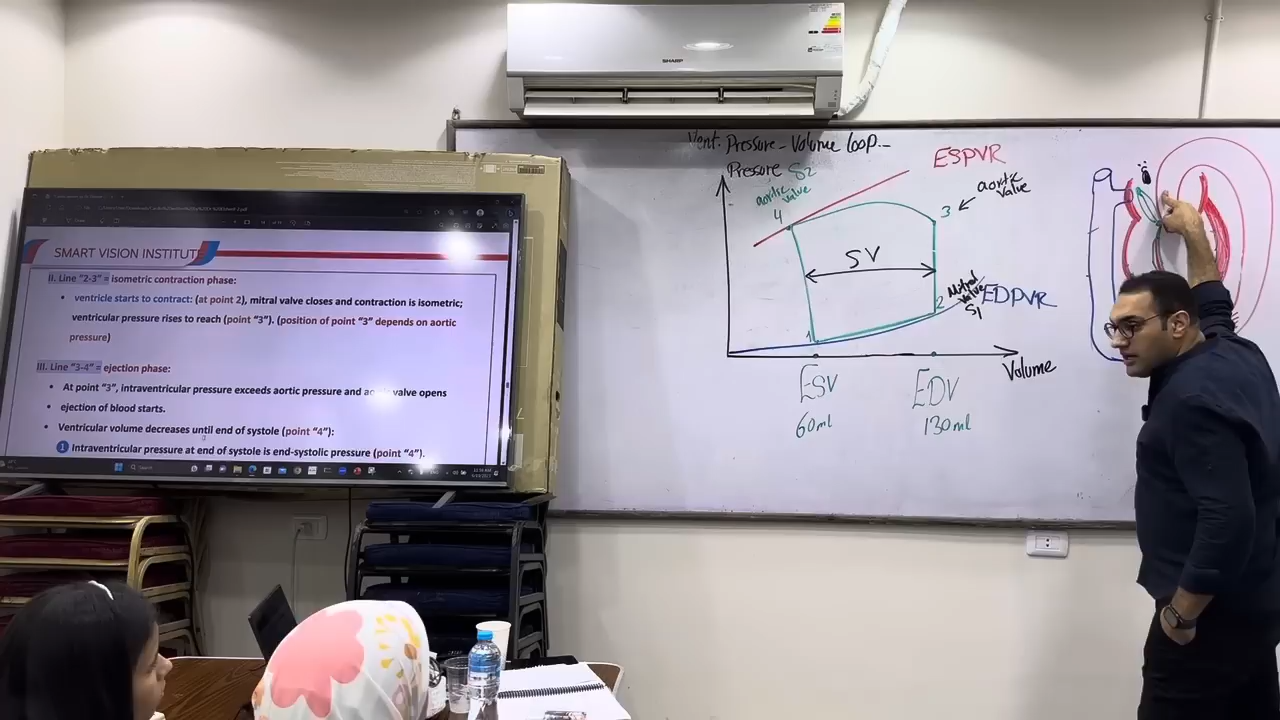 SHARP
SMART VISION INSTITUTE
II. Line "2-3" = isometric contraction phase:
• ventricle starts to contract: (at point 2), mitral valve closes and contraction is isometric;
ventricular pressure rises to reach (point "3"). (position of point "3" depends on aortic
pressure)
III. Line "3-4" = ejection phase:
• At point "3", intraventricular pressure exceeds aortic pressure and valve opens
• ejection of blood starts.
• Ventricular volume decreases until end of systole (point "4"):
1 Intraventricular pressure at end of systole is end-systolic pressure (point "4").
Search
Vent. Pressure - Volume loop
Pressure S2
aortic
valve
4
ESPVR
3
aortic
valve
SV
1
2
Mitral
valve
S1
EDPVR
Volume
ESV
60ml
EDV
130ml